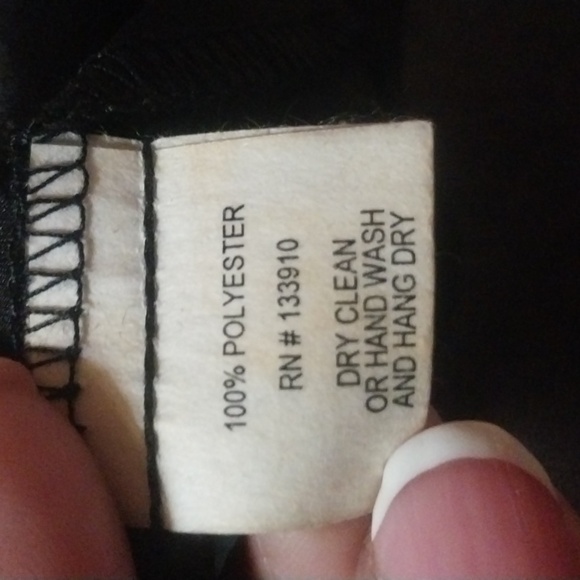 100% POLYESTER
RN # 133910
DRY CLEAN
OR HAND WASH
AND HANG DRY